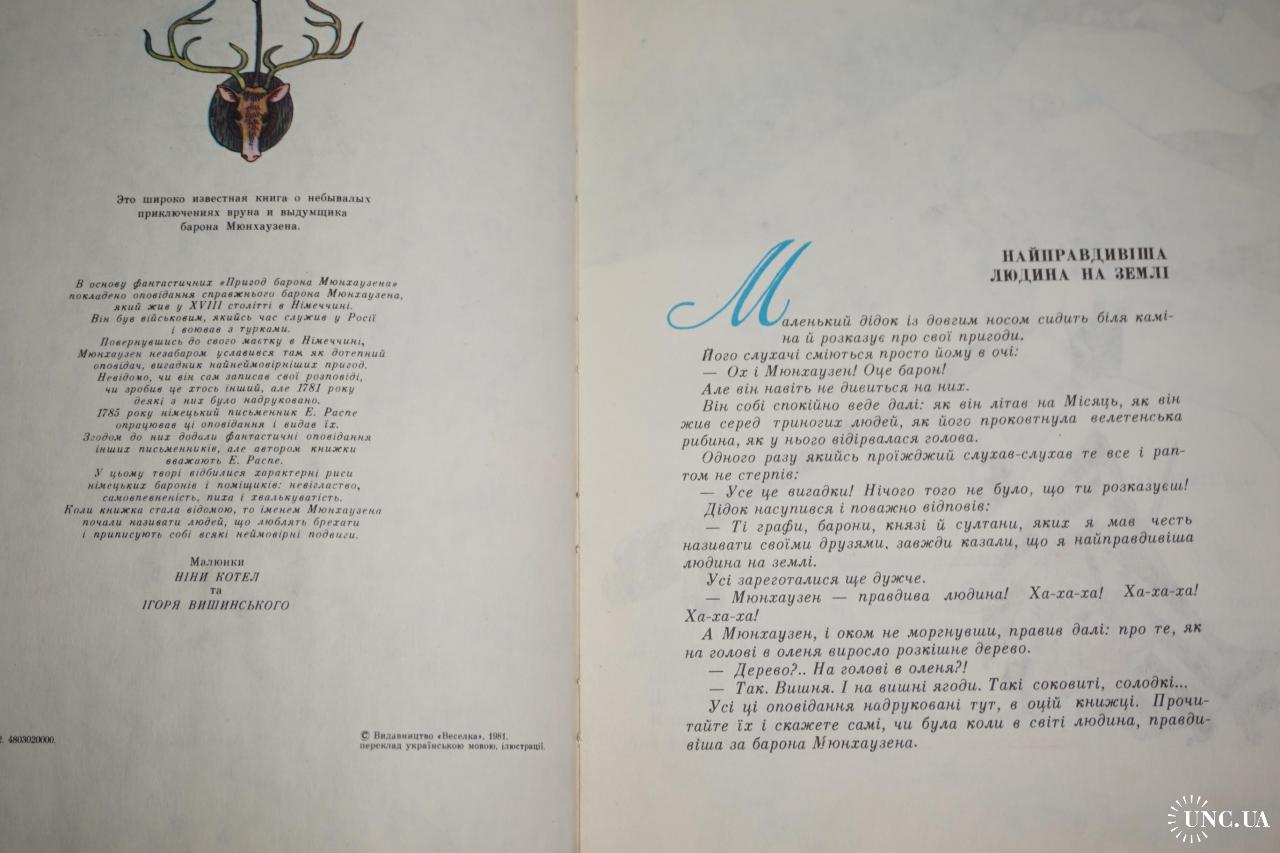 Это широко известная книга о небывалых
приключениях вруна и выдумщика
барона Мюнхаузена.
В основу фантастичних «Пригод барона Мюнхаузена»
покладено оповідання справжнього барона Мюнхаузена,
який жив у XVIII столітті в Німеччині.
Він був військовим, якийсь час служив у Росії
і воював з турками.
Повернувшись до свого маєтку в Німеччині,
Мюнхаузен незабаром уславився там як дотепний
оповідач, вигадник найнеймовірніших пригод.
Невідомо, чи він сам записав свої розповіді,
чи зробив це хтось інший, але 1781 року
деякі з них було надруковано.
1785 року німецький письменник Е. Распе
опрацював ці оповідання і видав їх.
Згодом до них додали фантастичні оповідання
інших письменників, але автором книжки
вважають Е. Распе.
У цьому творі відбилися характерні риси
німецьких баронів і поміщиків: невігластво,
самовпевненість, пиха і хвалькуватість.
Коли книжка стала відомою, то іменем Мюнхаузена
почали називати людей, що люблять брехати
і приписують собі всякі неймовірні подвиги.
Малюнки
НІНИ КОТЕЛ
та
ІГОРЯ ВИШИНСЬКОГО
4803020000.
© Видавництво «Веселка», 1981,
переклад українською мовою, ілюстрації.
НАЙПРАВДИВІША
ЛЮДИНА НА ЗЕМЛІ
Маленький дідок із довгим носом сидить біля камі-
на й розказує про свої пригоди.
Його слухачі сміються просто йому в очі:
— Ох і Мюнхаузен! Оце барон!
Але він навіть не дивиться на них.
Він собі спокійно веде далі: як він літав на Місяць, як він
жив серед триногих людей, як його проковтнула велетенська
рибина, як у нього відірвалася голова.
Одного разу якийсь проїжджий слухав-слухав те все і рап-
том не стерпів:
— Усе це вигадки! Нічого того не було, що ти розказуєш!
Дідок насупився і поважно відповів:
— Ті графи, барони, князі й султани, яких я мав честь
називати своїми друзями, завжди казали, що я найправдивіша
людина на землі.
Усі зареготалися ще дужче.
— Мюнхаузен — правдива людина! Ха-ха-ха! Ха-ха-ха!
Ха-ха-ха!
А Мюнхаузен, і оком не моргнувши, правив далі: про те, як
на голові в оленя виросло розкішне дерево.
— Дерево?.. На голові в оленя?!
— Так. Вишня. І на вишні ягоди. Такі соковиті, солодкі...
Усі ці оповідання надруковані тут, в оцій книжці. Прочи-
тайте їх і скажете самі, чи була коли в світі людина, правди-
віша за барона Мюнхаузена.
UNC.UA